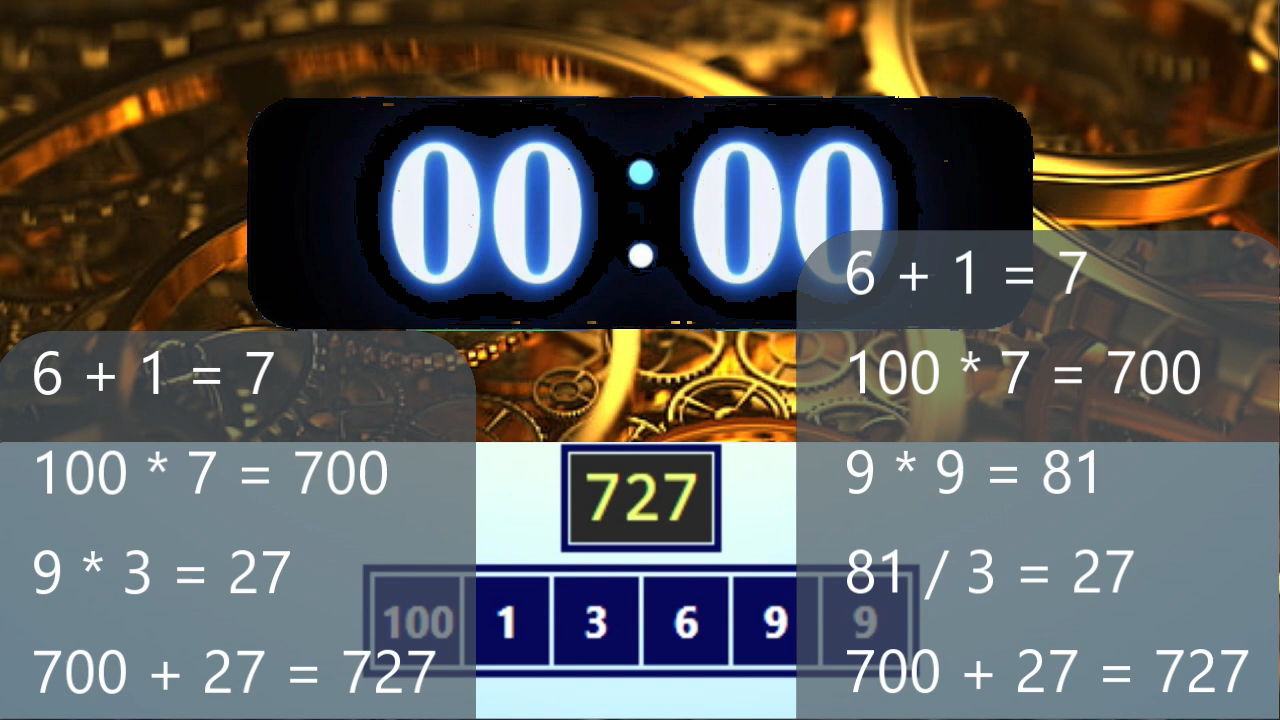 00:00
6 + 1 = 7
100 * 7 = 700
9 * 3 = 27
700 + 27 = 727
727
100 1 3 6 9 9
6 + 1 = 7
100 * 7 = 700
9 * 9 = 81
81 / 3 = 27
700 + 27 = 727